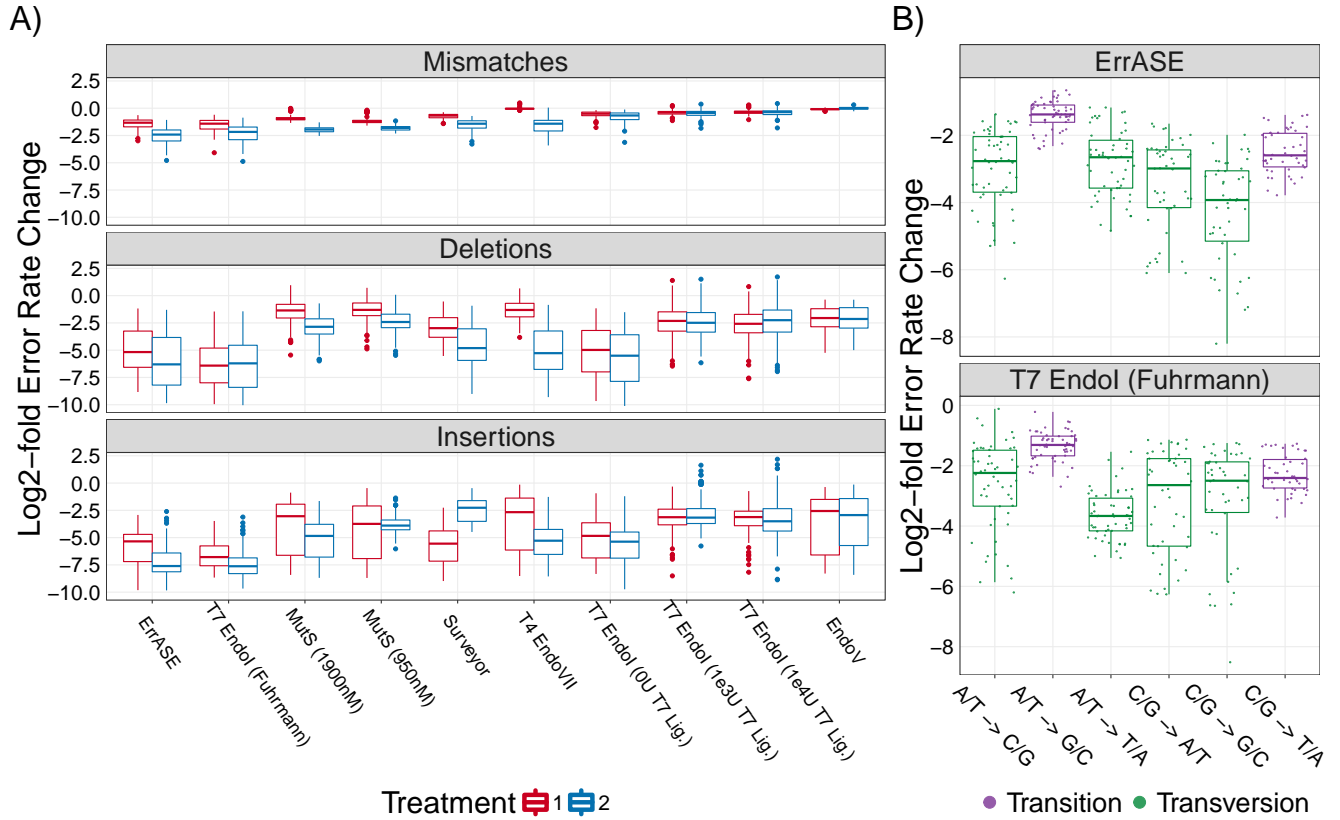 A)
Log2−fold Error Rate Change
Mismatches
2.5
0.0
−2.5
−5.0
−7.5
−10.0
Deletions
2.5
0.0
−2.5
−5.0
−7.5
−10.0
Insertions
2.5
0.0
−2.5
−5.0
−7.5
−10.0
ErrASE
T7 EndoI (Fuhrmann)
MutS (1900nM)
MutS (950nM)
Surveyor
T4 EndoVII
T7 EndoI (0U T7 Lig.)
T7 EndoI (1e3U T7 Lig.)
T7 EndoI (1e4U T7 Lig.)
EndoV
Treatment 1 2
B)
Log2−fold Error Rate Change
ErrASE
−2
−4
−6
−8
T7 EndoI (Fuhrmann)
0
−2
−4
−6
−8
A/T −> C/G
A/T −> G/C
A/T −> T/A
C/G −> A/T
C/G −> G/C
C/G −> T/A
Transition Transversion